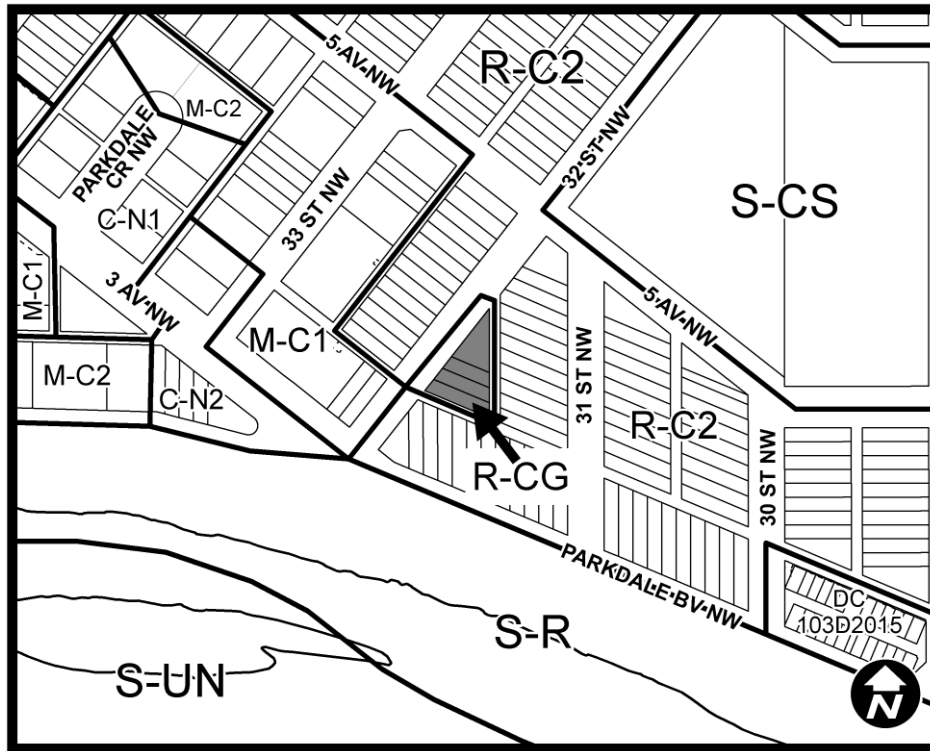 5 AV NW
R-C2
M-C2
PARKDALE
CR NW
32 ST NW
S-CS
C-N1
33 ST NW
M-C1
3 AV NW
5 AV NW
M-C1
M-C2
C-N2
31 ST NW
R-C2
R-CG
30 ST NW
PARKDALE BV NW
DC
103D2015
S-R
S-UN
N